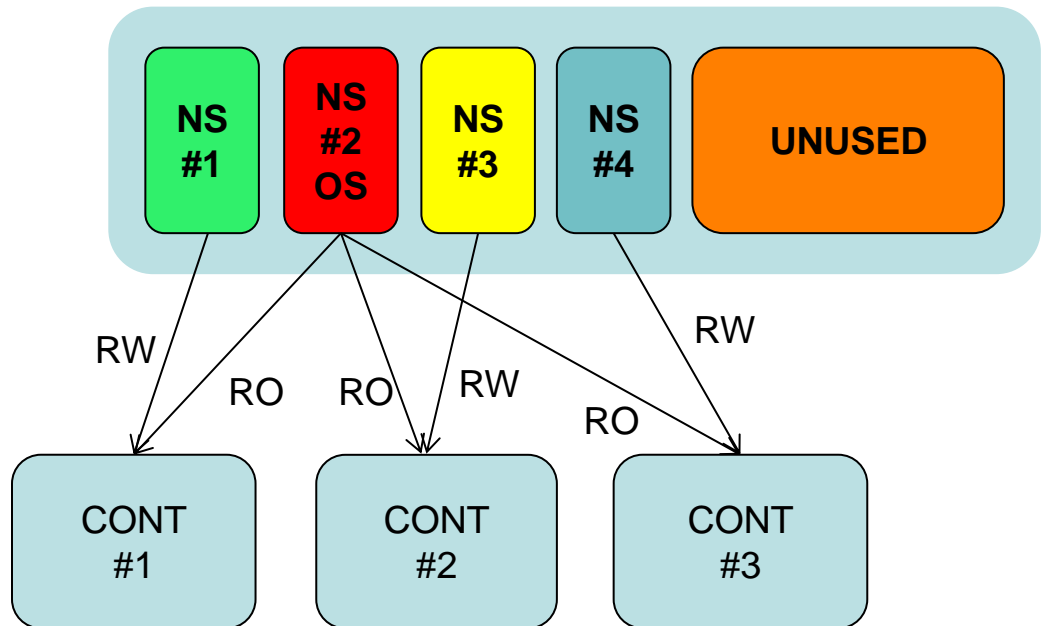 NS
#1
NS
#2
OS
NS
#3
NS
#4
UNUSED
RW
RO
RO
RW
RO
RW
CONT
#1
CONT
#2
CONT
#3